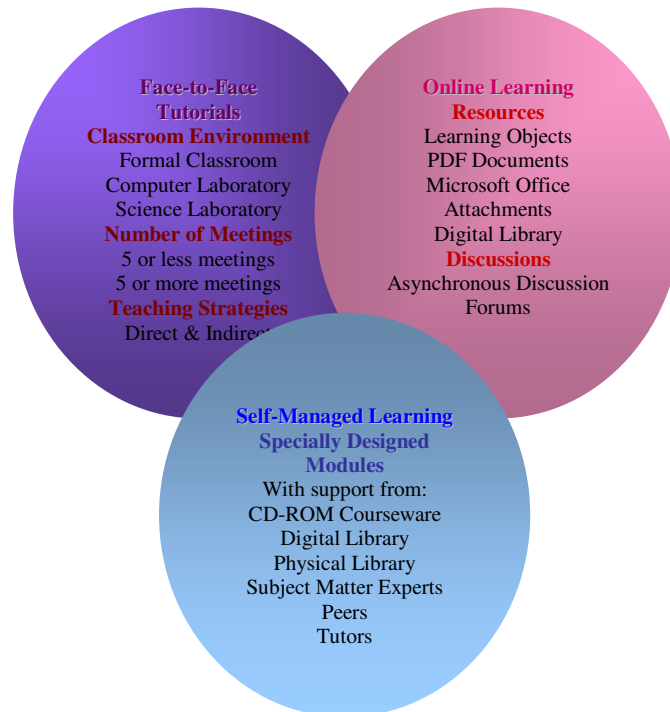 Face-to-Face
Tutorials
Classroom Environment
Formal Classroom
Computer Laboratory
Science Laboratory
Number of Meetings
5 or less meetings
5 or more meetings
Teaching Strategies
Direct & Indirect
Online Learning
Resources
Learning Objects
PDF Documents
Microsoft Office
Attachments
Digital Library
Discussions
Asynchronous Discussion
Forums
Self-Managed Learning
Specially Designed
Modules
With support from:
CD-ROM Courseware
Digital Library
Physical Library
Subject Matter Experts
Peers
Tutors